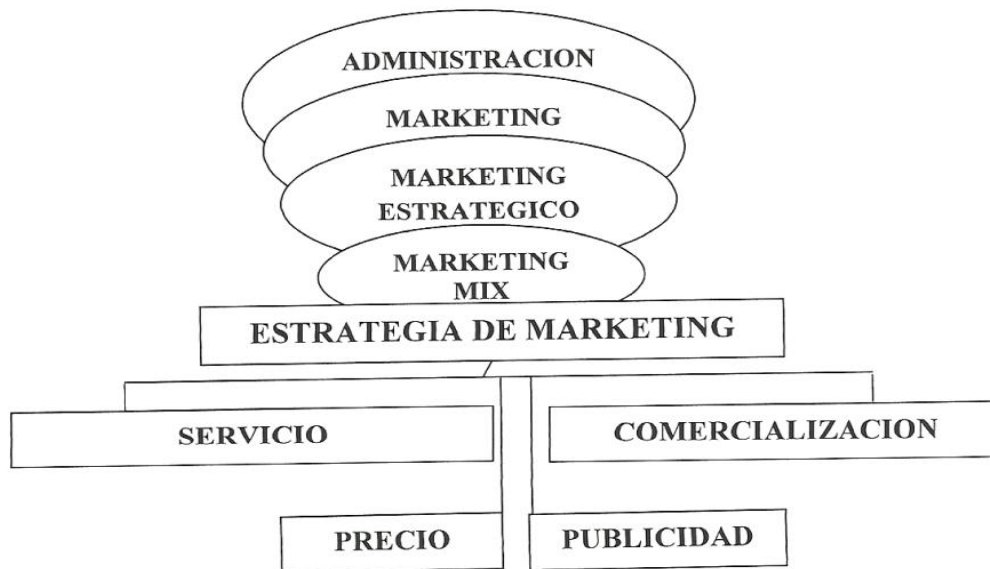 ADMINISTRACION
MARKETING
MARKETING
ESTRATEGICO
MARKETING
MIX
ESTRATEGIA DE MARKETING
SERVICIO
COMERCIALIZACION
PRECIO
PUBLICIDAD